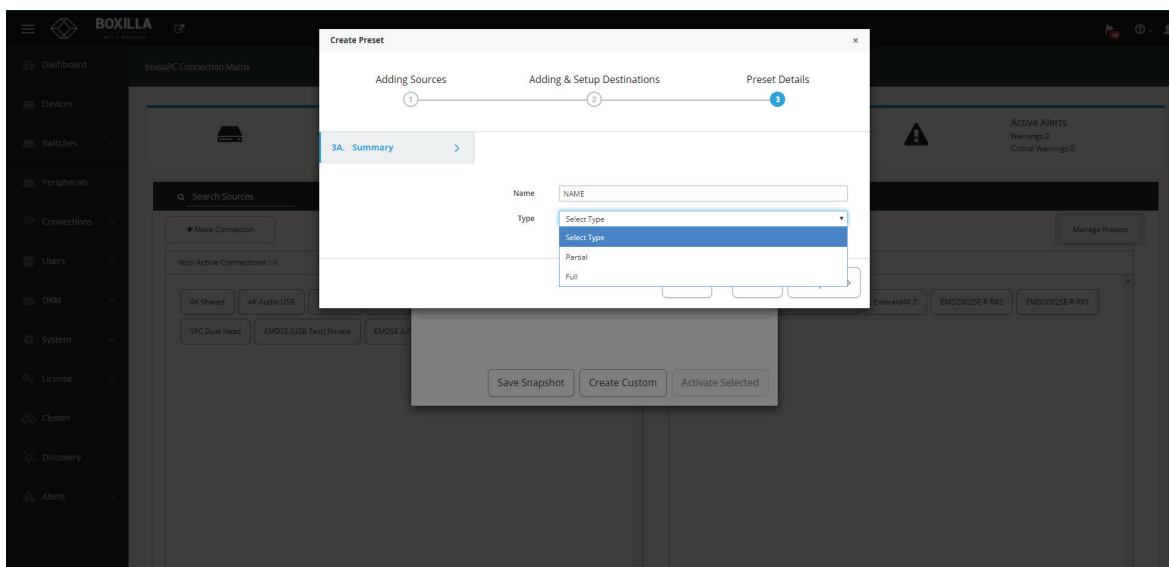 BOXILLA
Create Preset
×
Dashboard
InvisaPC Connection Matrix
Adding Sources
Adding & Setup Destinations
Preset Details
1
2
3
Devices
Active Alerts
Warnings 0
Critical Warnings 0
Switches
3A. Summary
Peripherals
Search Sources
Name
NAME
Type
Select Type
Connections
Make Connection
Select Type
Manage Presets
Partial
Users
Non Active Connections : 9
Full
DKM
4K Shared
4K Audio USB
Emerald4K 2
EMD2002SE-R RX2
EMD2002SE-R RX1
System
1PC Dual Head
EMDSE (USB Test) Private
EMDSE (US
License
Save Snapshot
Create Custom
Activate Selected
Cluster
Discovery
Alerts